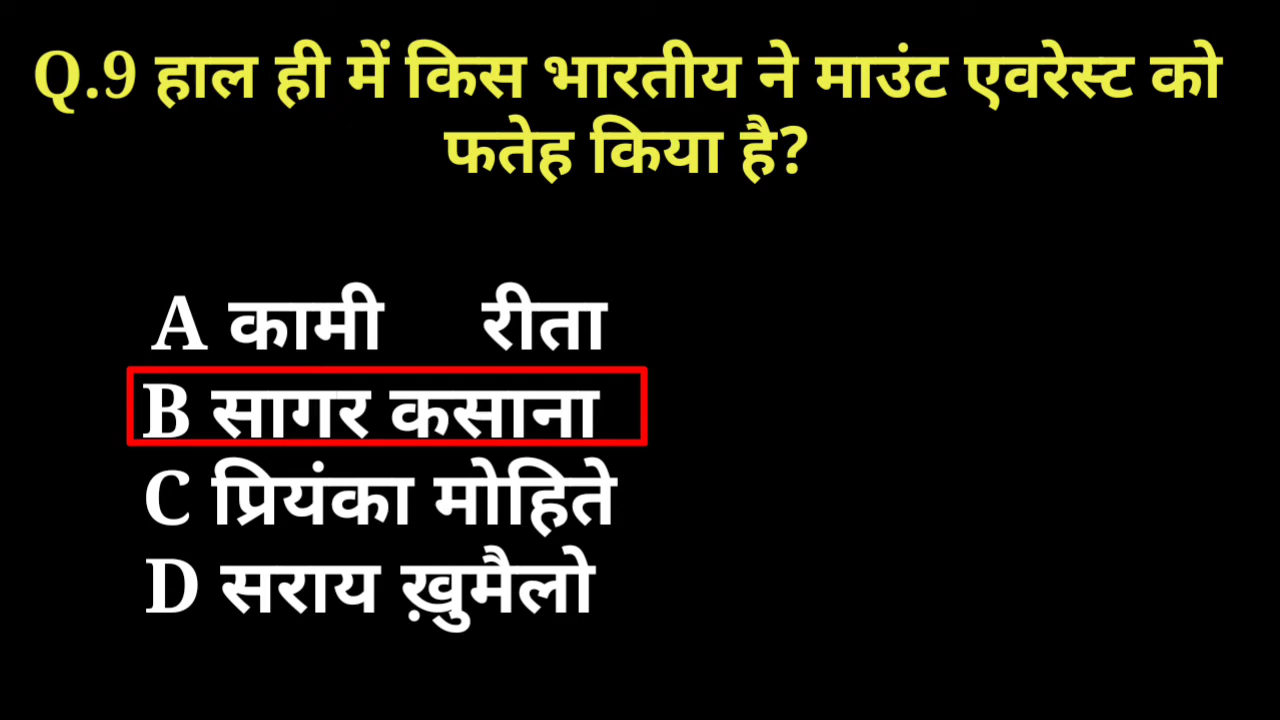 Q.9 हाल ही में किस भारतीय ने माउंट एवरेस्ट को
फतेह किया है?
A कामी रीता
B सागर कसाना
C प्रियंका मोहिते
D सराय ख़ुमैलो